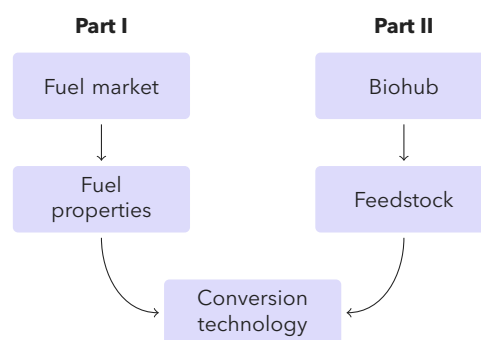 Part I
Part II
Fuel market
Biohub
Fuel
properties
Feedstock
Conversion
technology